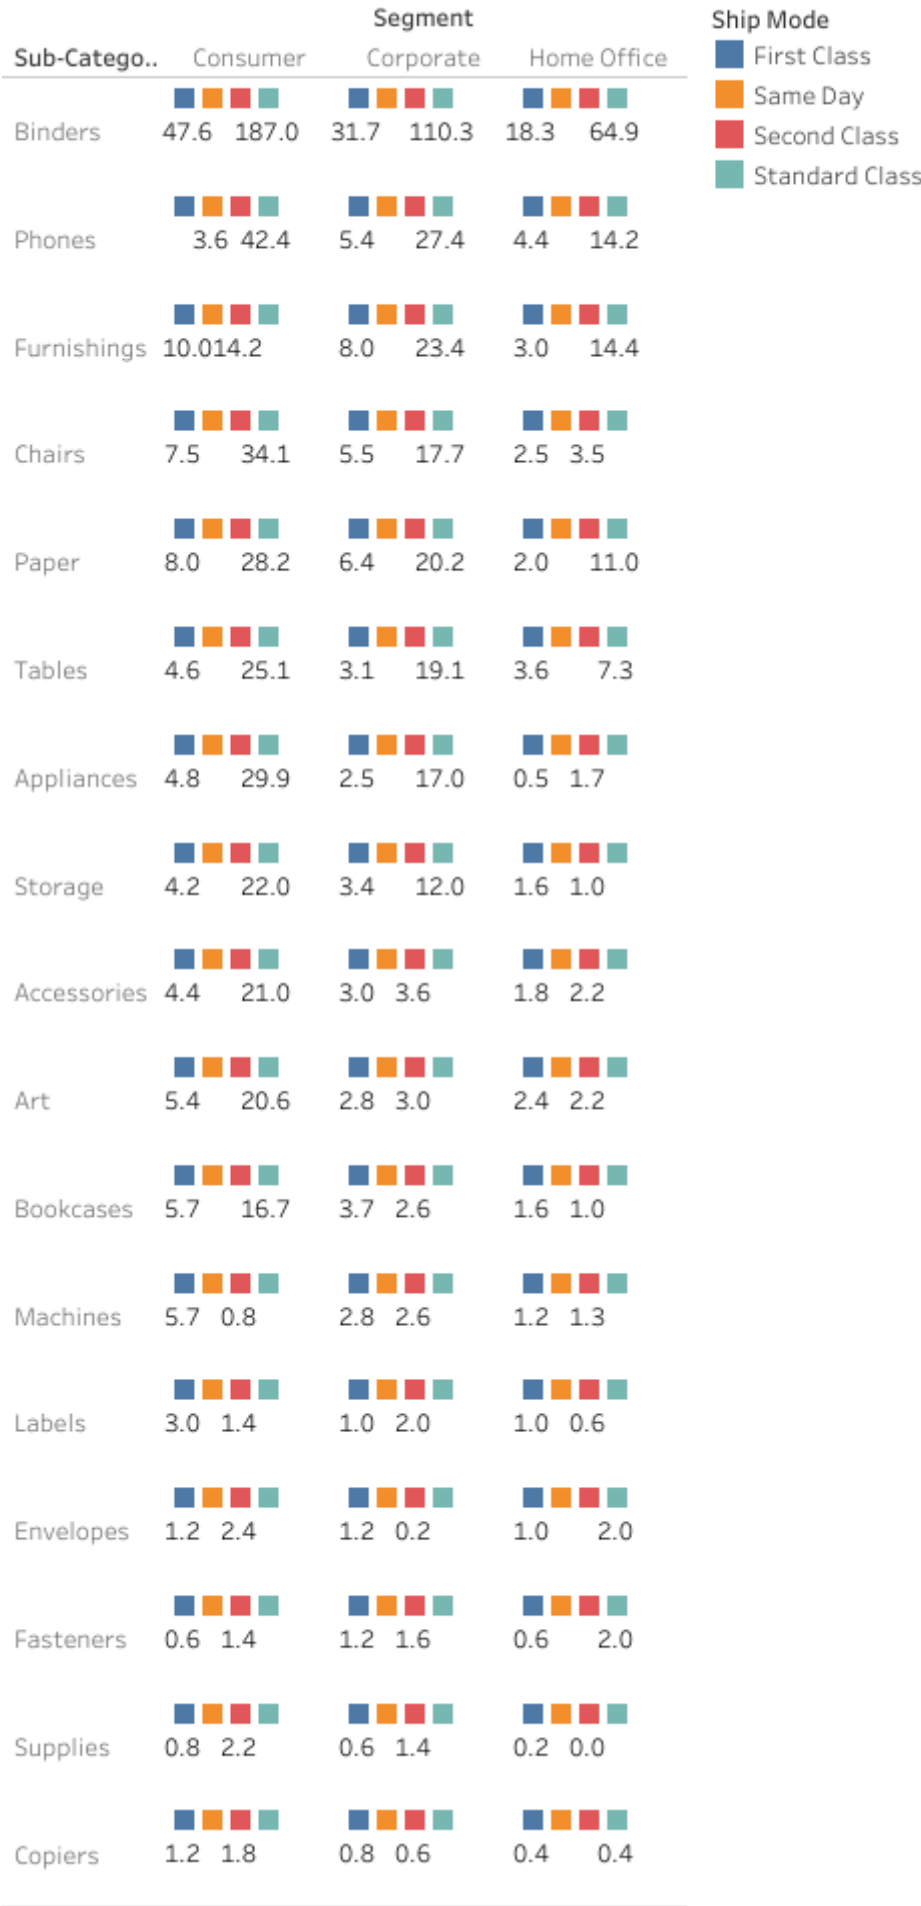 Segment
Sub-Catego.. Consumer Corporate Home Office
Ship Mode
First Class
Same Day
Second Class
Standard Class
Binders 47.6 187.0 31.7 110.3 18.3 64.9
Phones 3.6 42.4 5.4 27.4 4.4 14.2
Furnishings 10.0 14.2 8.0 23.4 3.0 14.4
Chairs 7.5 34.1 5.5 17.7 2.5 3.5
Paper 8.0 28.2 6.4 20.2 2.0 11.0
Tables 4.6 25.1 3.1 19.1 3.6 7.3
Appliances 4.8 29.9 2.5 17.0 0.5 1.7
Storage 4.2 22.0 3.4 12.0 1.6 1.0
Accessories 4.4 21.0 3.0 3.6 1.8 2.2
Art 5.4 20.6 2.8 3.0 2.4 2.2
Bookcases 5.7 16.7 3.7 2.6 1.6 1.0
Machines 5.7 0.8 2.8 2.6 1.2 1.3
Labels 3.0 1.4 1.0 2.0 1.0 0.6
Envelopes 1.2 2.4 1.2 0.2 1.0 2.0
Fasteners 0.6 1.4 1.2 1.6 0.6 2.0
Supplies 0.8 2.2 0.6 1.4 0.2 0.0
Copiers 1.2 1.8 0.8 0.6 0.4 0.4